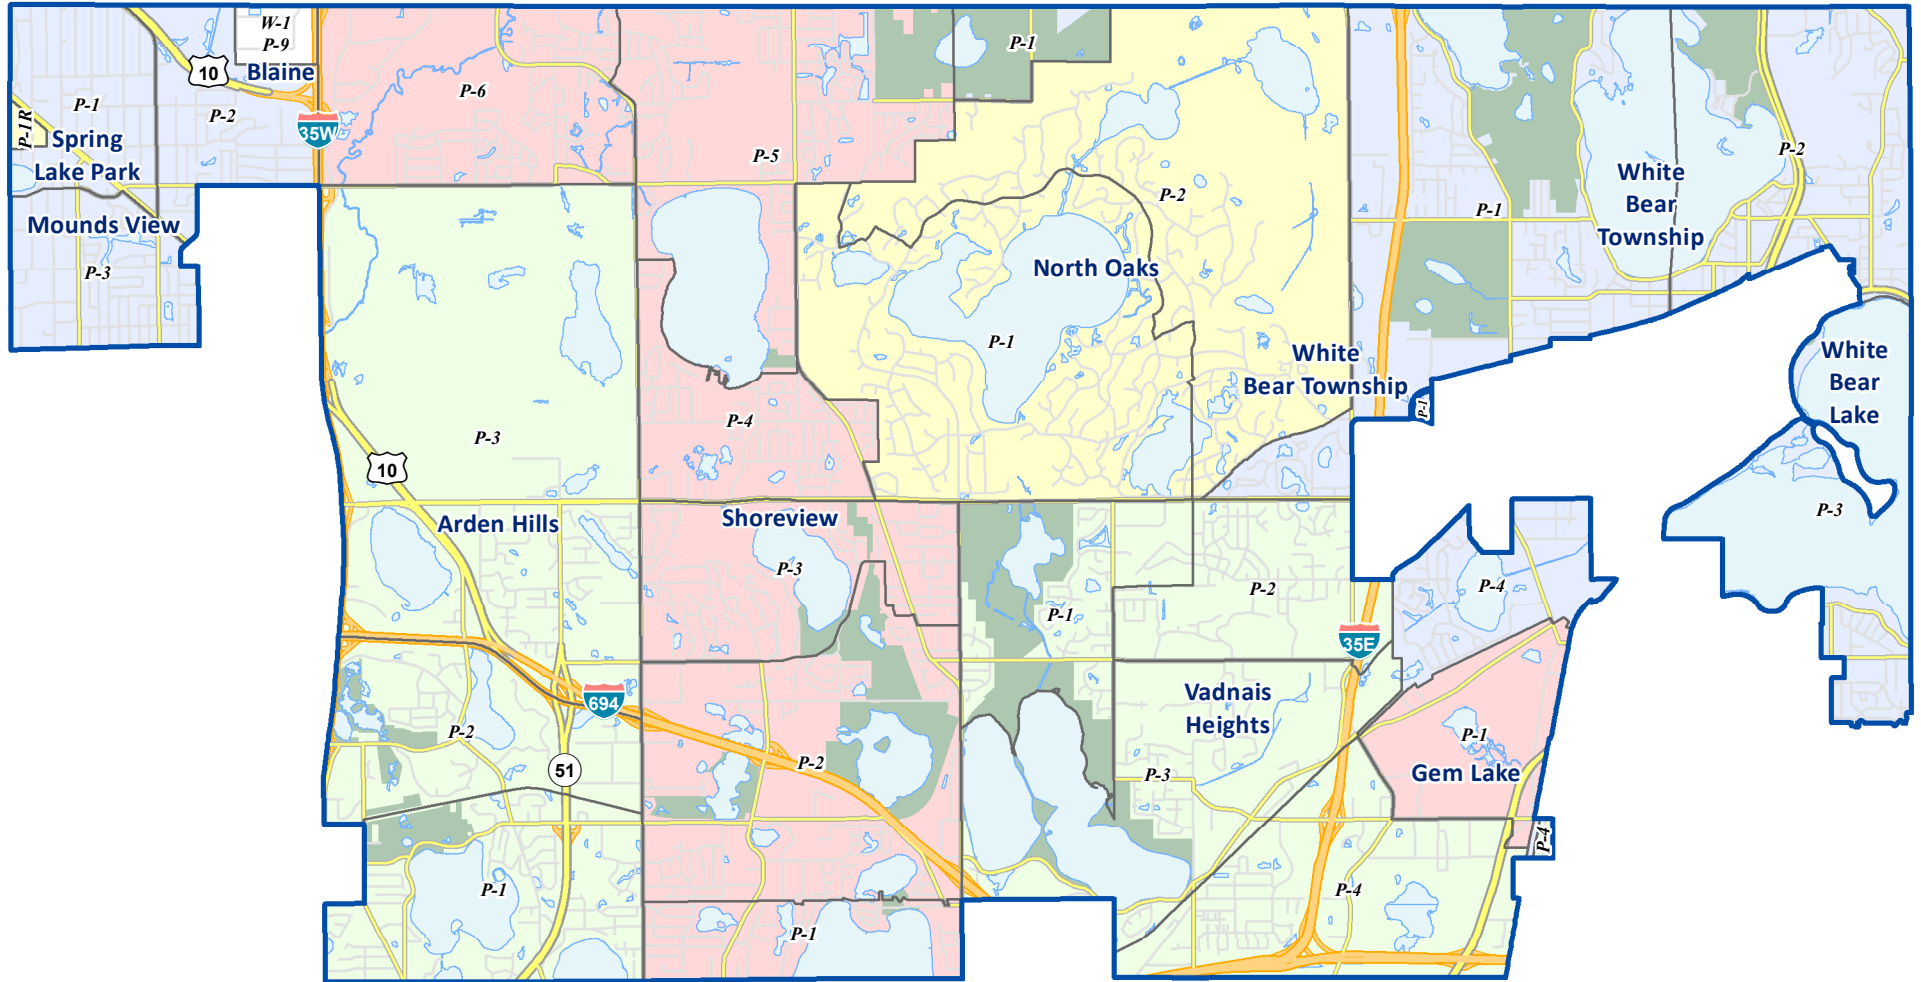 W-1
P-9
Blaine
10
P-1
P-2
P-1R
Spring
Lake Park
35W
Mounds View
P-3
P-6
P-5
P-1
P-2
North Oaks
P-1
P-1
P-2
White
Bear
Township
White
Bear Township
P-1
White
Bear
Lake
P-3
P-3
10
Arden Hills
P-4
Shoreview
P-3
P-1
P-2
P-4
35E
694
P-2
51
P-2
Vadnais
Heights
P-3
P-1
Gem Lake
P-4
P-1
P-1
P-4